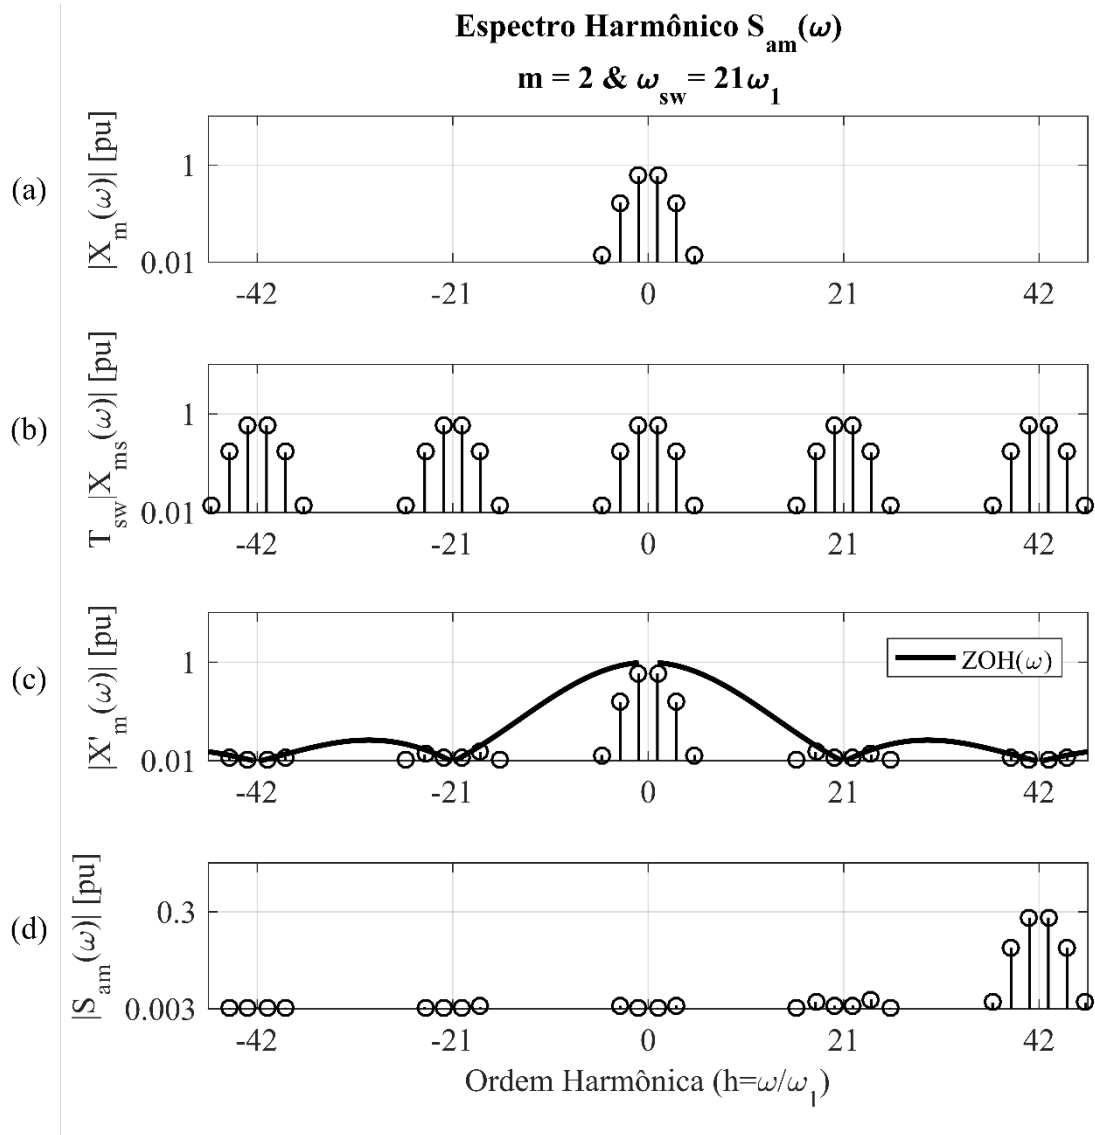 Espectro Harmônico S_am(ω)
m = 2 & ω_sw = 21ω_1
(a)
|X_m(ω)| [pu]
1
0.01
-42 -21 0 21 42
(b)
T_sw|X_ms(ω)| [pu]
1
0.01
-42 -21 0 21 42
(c)
|X'_m(ω)| [pu]
1
0.01
ZOH(ω)
-42 -21 0 21 42
(d)
|S_am(ω)| [pu]
0.3
0.003
-42 -21 0 21 42
Ordem Harmônica (h=ω/ω_1)